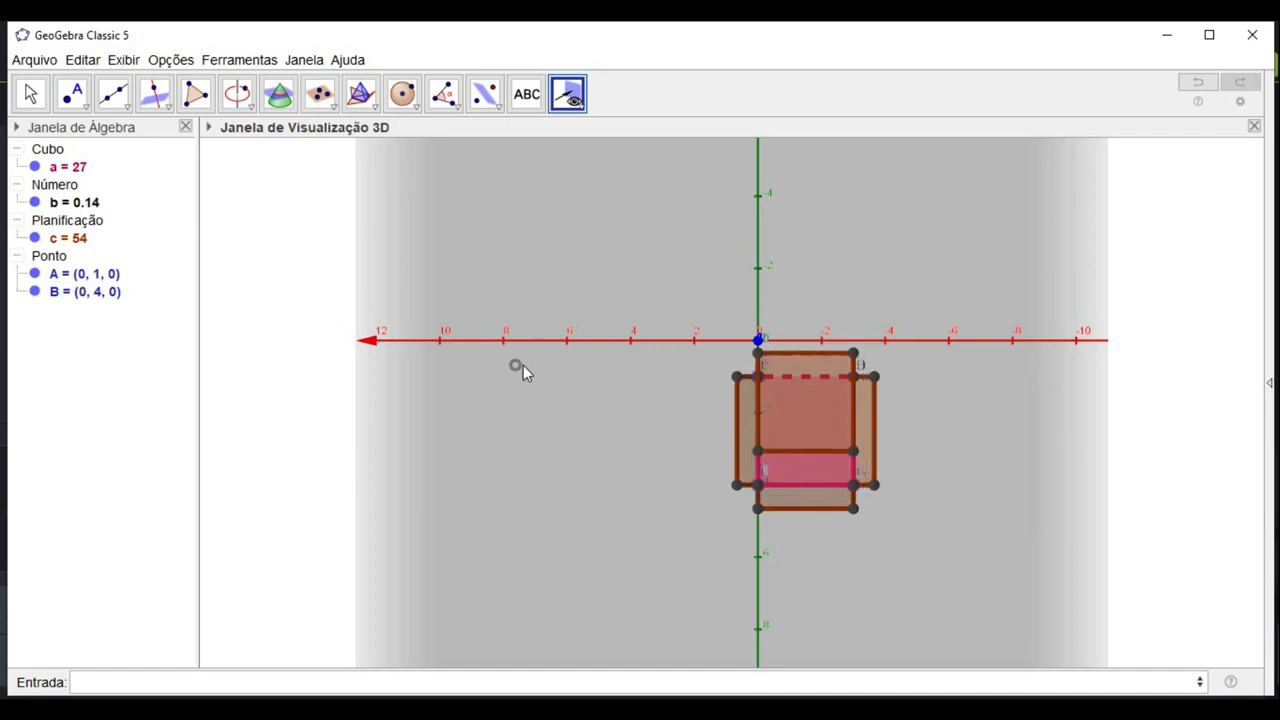 GeoGebra Classic 5
Arquivo Editar Exibir Opções Ferramentas Janela Ajuda
A
ABC
Janela de Álgebra
Janela de Visualização 3D
Cubo
a = 27
Número
b = 0.14
Planificação
c = 54
Ponto
A = (0, 1, 0)
B = (0, 4, 0)
-4
-2
12 10 8 6 4 2 0 -2 -4 -6 -8 -10
6
8
Entrada: